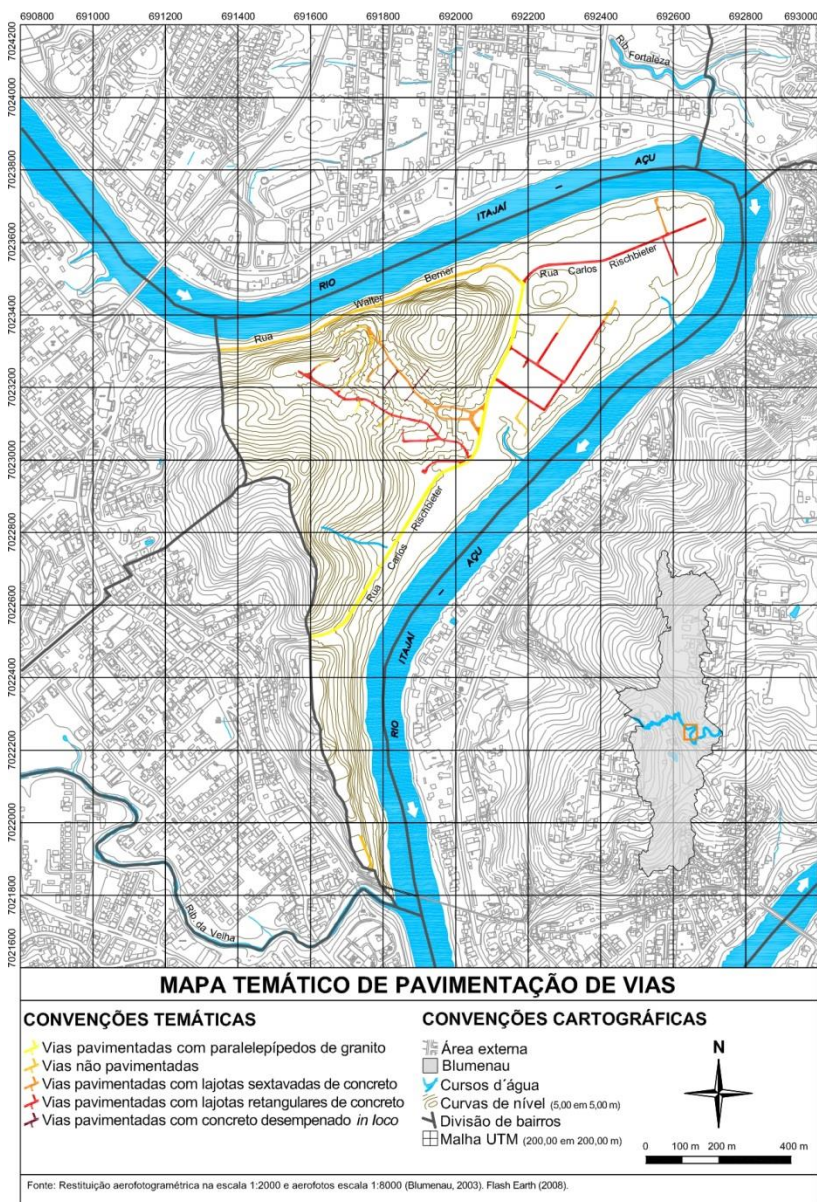 690800 691000 691200 691400 691600 691800 692000 692200 692400 692600 692800 693000
7024200
7024000
7023800
7023600
7023400
7023200
7023000
7022800
7022600
7022400
7022200
7022000
7021800
7021600
Rib Fortaleza
RIO ITAJAÍ - AÇU
Rua Walter Berner
Rua Carlos Rischbieter
Rua Carlos Rischbieter
RIO ITAJAÍ - AÇU
Rib da Velha
MAPA TEMÁTICO DE PAVIMENTAÇÃO DE VIAS
CONVENÇÕES TEMÁTICAS
Vias pavimentadas com paralelepípedos de granito
Vias não pavimentadas
Vias pavimentadas com lajotas sextavadas de concreto
Vias pavimentadas com lajotas retangulares de concreto
Vias pavimentadas com concreto desempenado in loco
CONVENÇÕES CARTOGRÁFICAS
Área externa
Blumenau
Cursos d´água
Curvas de nível (5,00 em 5,00 m)
Divisão de bairros
Malha UTM (200,00 em 200,00 m)
N
0 100 m 200 m 400 m
Fonte: Restituição aerofotogramétrica na escala 1:2000 e aerofotos escala 1:8000 (Blumenau, 2003). Flash Earth (2008).